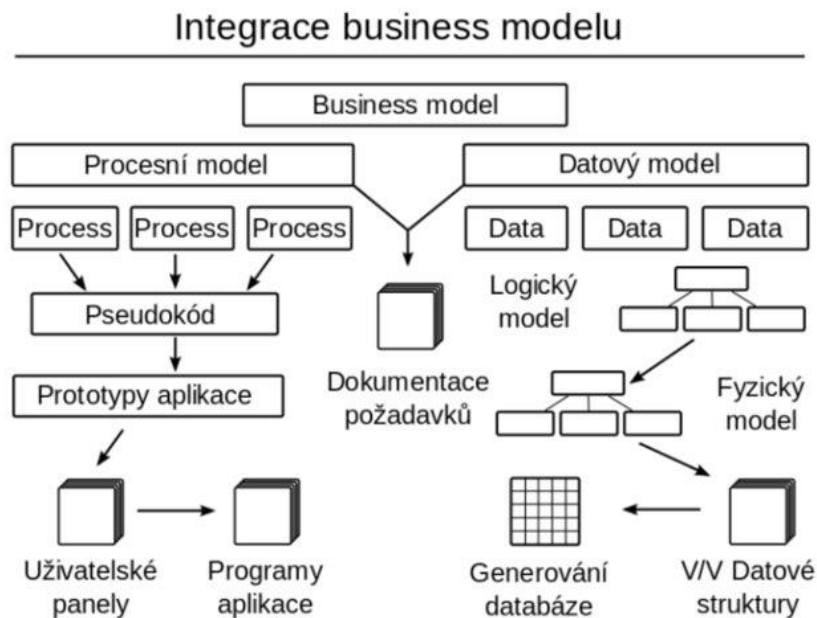 Integrace business modelu
Business model
Procesní model
Datový model
Process
Process
Process
Data
Data
Data
Pseudokód
Logický
model
Prototypy aplikace
Dokumentace
požadavků
Fyzický
model
Uživatelské
panely
Programy
aplikace
Generování
databáze
V/V Datové
struktury